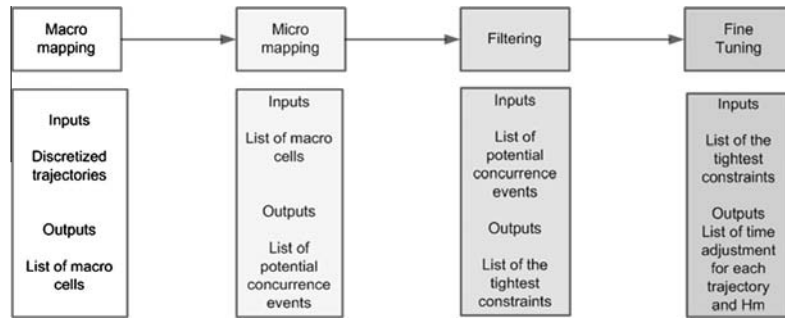 Macro
mapping
Micro
mapping
Filtering
Fine
Tuning
Inputs
Discretized
trajectories
Outputs
List of macro
cells
Inputs
List of macro
cells
Outputs
List of
potential
concurrence
events
Inputs
List of
potential
concurrence
events
Outputs
List of the
tightest
constraints
Inputs
List of the
tightest
constraints
Outputs
List of time
adjustment
for each
trajectory
and Hm